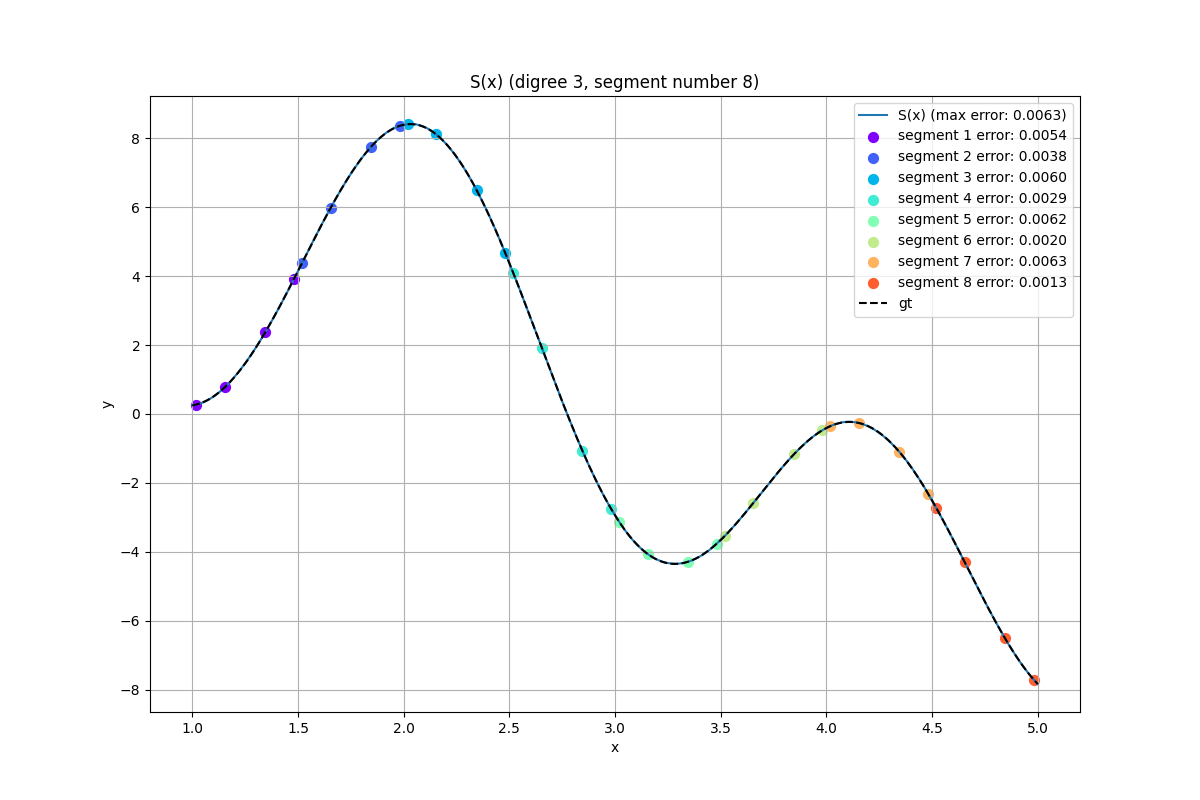 S(x) (digree 3, segment number 8)
S(x) (max error: 0.0063)
segment 1 error: 0.0054
segment 2 error: 0.0038
segment 3 error: 0.0060
segment 4 error: 0.0029
segment 5 error: 0.0062
segment 6 error: 0.0020
segment 7 error: 0.0063
segment 8 error: 0.0013
gt
8
6
4
2
0
−2
−4
−6
−8
y
1.0 1.5 2.0 2.5 3.0 3.5 4.0 4.5 5.0
x